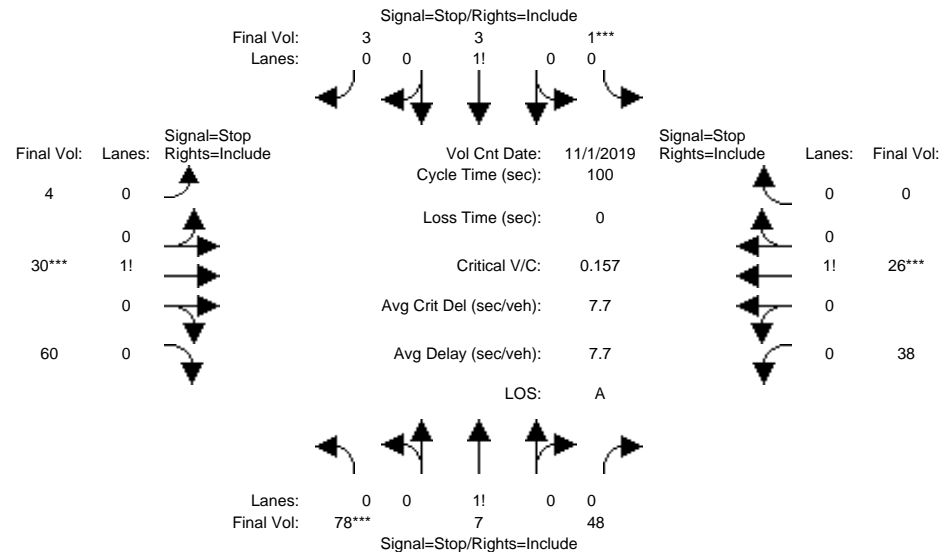 Signal=Stop/Rights=Include
Final Vol: 3 3 1***
Lanes: 0 0 1! 0 0
Signal=Stop Signal=Stop
Final Vol: Lanes: Rights=Include Vol Cnt Date: 11/1/2019 Rights=Include Lanes: Final Vol:
Cycle Time (sec): 100
4 0 0 0
Loss Time (sec): 0
0 0
30*** 1! Critical V/C: 0.157 1! 26***
0 Avg Crit Del (sec/veh): 7.7 0
60 0 Avg Delay (sec/veh): 7.7 0 38
LOS: A
Lanes: 0 0 1! 0 0
Final Vol: 78*** 7 48
Signal=Stop/Rights=Include